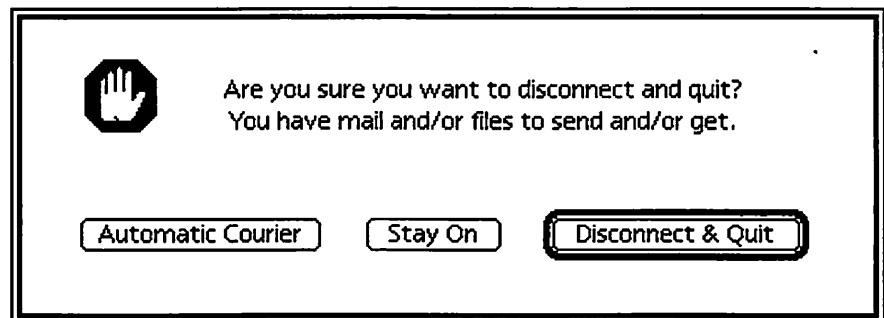 Are you sure you want to disconnect and quit?
You have mail and/or files to send and/or get.
Automatic Courier
Stay On
Disconnect & Quit